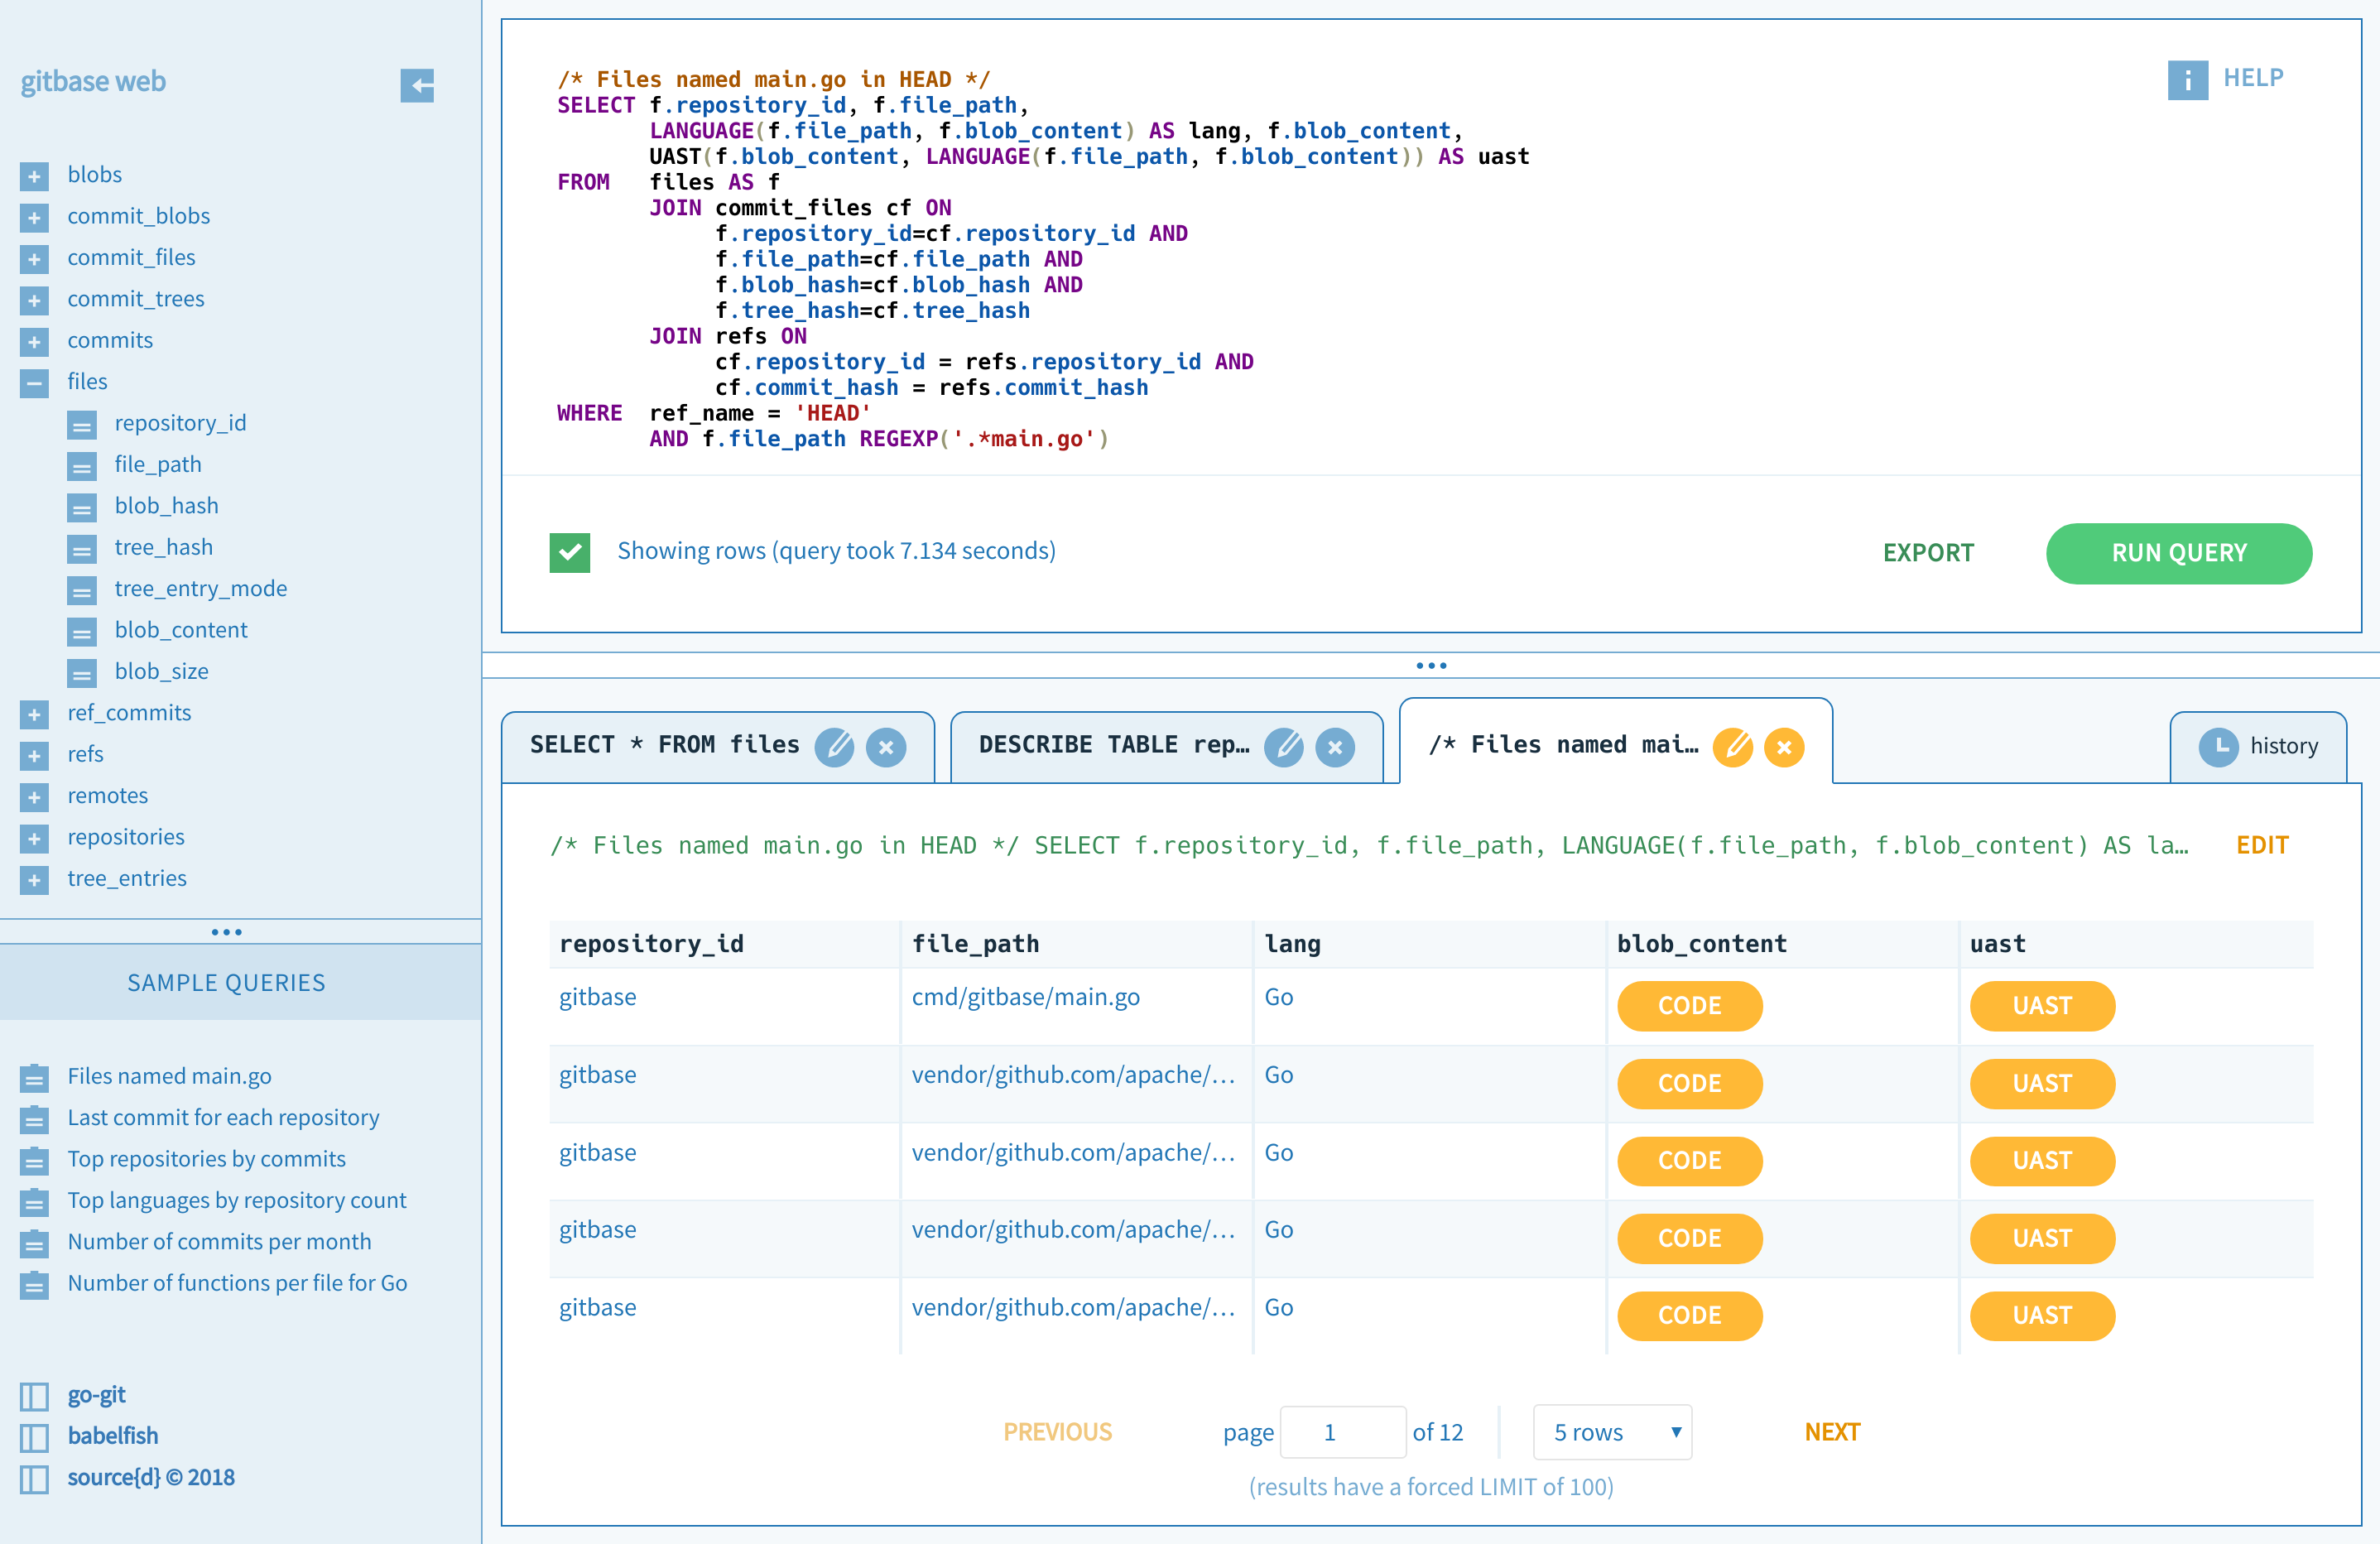 gitbase web
blobs
commit_blobs
commit_files
commit_trees
commits
files
repository_id
file_path
blob_hash
tree_hash
tree_entry_mode
blob_content
blob_size
ref_commits
refs
remotes
repositories
tree_entries
SAMPLE QUERIES
Files named main.go
Last commit for each repository
Top repositories by commits
Top languages by repository count
Number of commits per month
Number of functions per file for Go
go-git
babelfish
source{d} © 2018
HELP
/* Files named main.go in HEAD */
SELECT f.repository_id, f.file_path,
       LANGUAGE(f.file_path, f.blob_content) AS lang, f.blob_content,
       UAST(f.blob_content, LANGUAGE(f.file_path, f.blob_content)) AS uast
FROM   files AS f
       JOIN commit_files cf ON
            f.repository_id=cf.repository_id AND
            f.file_path=cf.file_path AND
            f.blob_hash=cf.blob_hash AND
            f.tree_hash=cf.tree_hash
       JOIN refs ON
            cf.repository_id = refs.repository_id AND
            cf.commit_hash = refs.commit_hash
WHERE  ref_name = 'HEAD'
       AND f.file_path REGEXP('.*main.go')
Showing rows (query took 7.134 seconds) EXPORT RUN QUERY
SELECT * FROM files DESCRIBE TABLE rep… /* Files named mai… history
/* Files named main.go in HEAD */ SELECT f.repository_id, f.file_path, LANGUAGE(f.file_path, f.blob_content) AS la… EDIT
repository_id file_path lang blob_content uast
gitbase cmd/gitbase/main.go Go CODE UAST
gitbase vendor/github.com/apache/… Go CODE UAST
gitbase vendor/github.com/apache/… Go CODE UAST
gitbase vendor/github.com/apache/… Go CODE UAST
gitbase vendor/github.com/apache/… Go CODE UAST
PREVIOUS page 1 of 12 5 rows NEXT
(results have a forced LIMIT of 100)